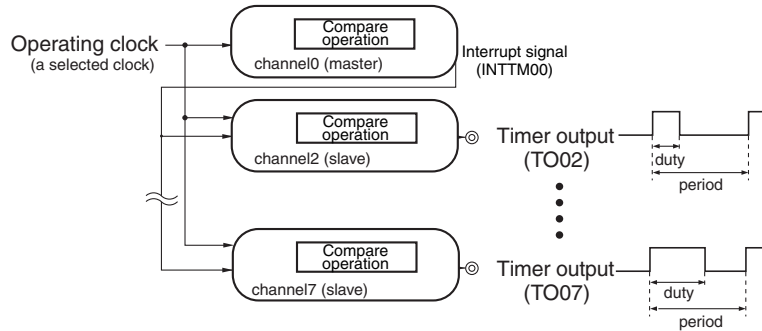 Compare
operation
Operating clock
(a selected clock)
channel0 (master)
Interrupt signal
(INTTM00)
Compare
operation
channel2 (slave)
Timer output
(TO02)
duty
period
Compare
operation
channel7 (slave)
Timer output
(TO07)
duty
period